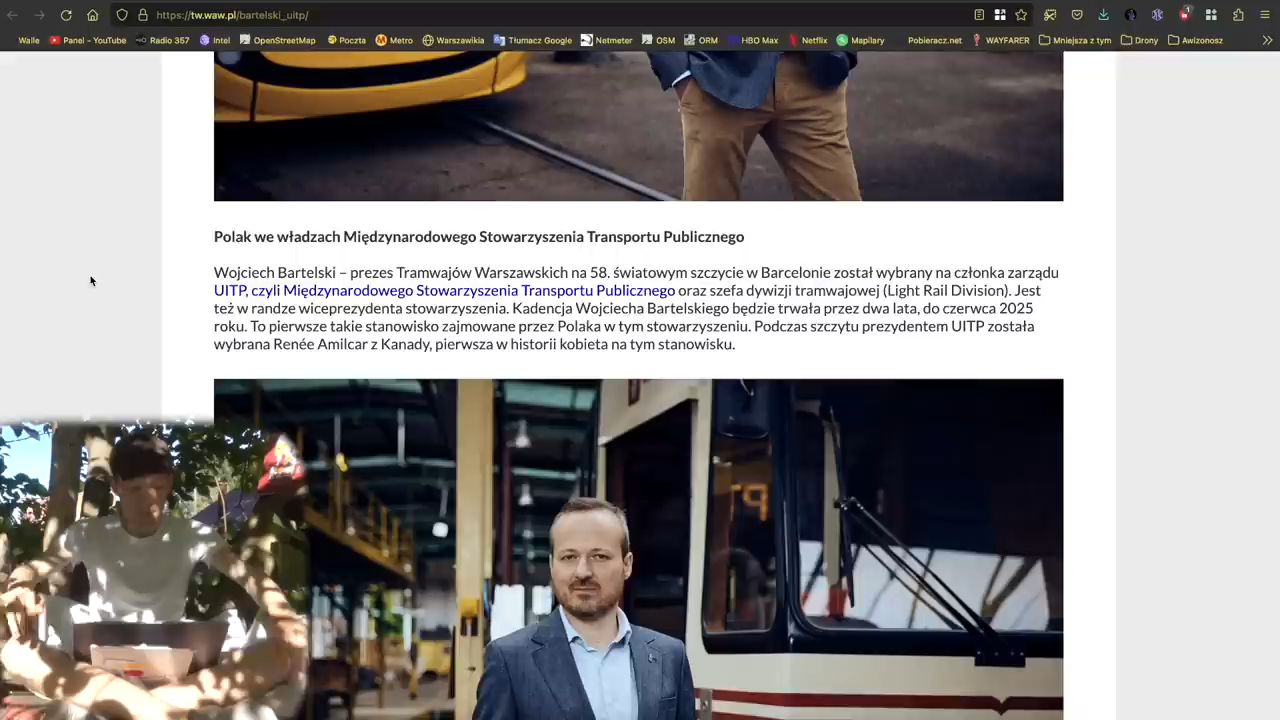 https://tw.waw.pl/bartelski_uitp/
Walle Panel - YouTube Radio 357 Intel OpenStreetMap Poczta Metro Warszawikia Tłumacz Google Netmeter OSM ORM HBO Max Netflix Mapilary Pobieracz.net WAYFARER Mniejsza z tym Drony Awizonosz
Polak we władzach Międzynarodowego Stowarzyszenia Transportu Publicznego
Wojciech Bartelski – prezes Tramwajów Warszawskich na 58. światowym szczycie w Barcelonie został wybrany na członka zarządu
UITP, czyli Międzynarodowego Stowarzyszenia Transportu Publicznego oraz szefa dywizji tramwajowej (Light Rail Division). Jest
też w randze wiceprezydenta stowarzyszenia. Kadencja Wojciecha Bartelskiego będzie trwała przez dwa lata, do czerwca 2025
roku. To pierwsze takie stanowisko zajmowane przez Polaka w tym stowarzyszeniu. Podczas szczytu prezydentem UITP została
wybrana Renée Amilcar z Kanady, pierwsza w historii kobieta na tym stanowisku.